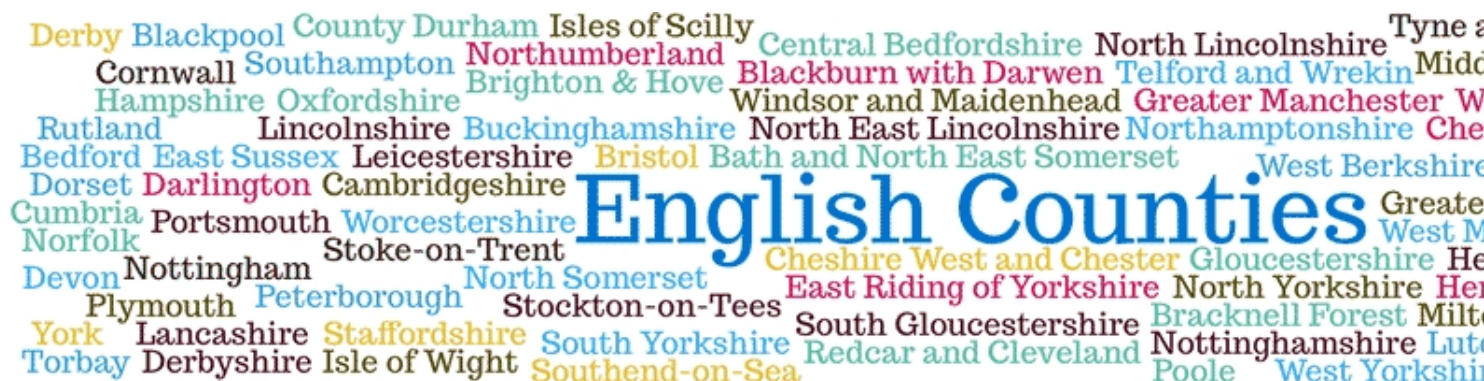 Derby Blackpool County Durham Isles of Scilly Central Bedfordshire North Lincolnshire Tyne
Cornwall Southampton Northumberland Blackburn with Darwen Telford and Wrekin
Brighton & Hove
Hampshire Oxfordshire Windsor and Maidenhead Greater Manchester
Rutland Lincolnshire Buckinghamshire North East Lincolnshire Northamptonshire
Bedford East Sussex Leicestershire Bristol Bath and North East Somerset West Berkshire
Dorset Darlington Cambridgeshire
English Counties
Cumbria Portsmouth Worcestershire
Norfolk Stoke-on-Trent West
Cheshire West and Chester Gloucestershire
Devon Nottingham North Somerset
East Riding of Yorkshire North Yorkshire
Plymouth Peterborough Stockton-on-Tees
South Gloucestershire Bracknell Forest
York Lancashire Staffordshire South Yorkshire Nottinghamshire
Torbay Derbyshire Isle of Wight Redcar and Cleveland
Southend-on-Sea Poole West